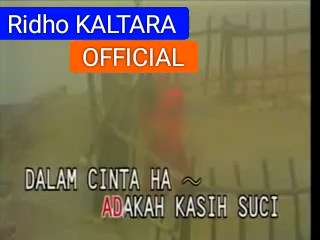 Ridho KALTARA
OFFICIAL
DALAM CINTA HA ~
ADAKAH KASIH SUCI